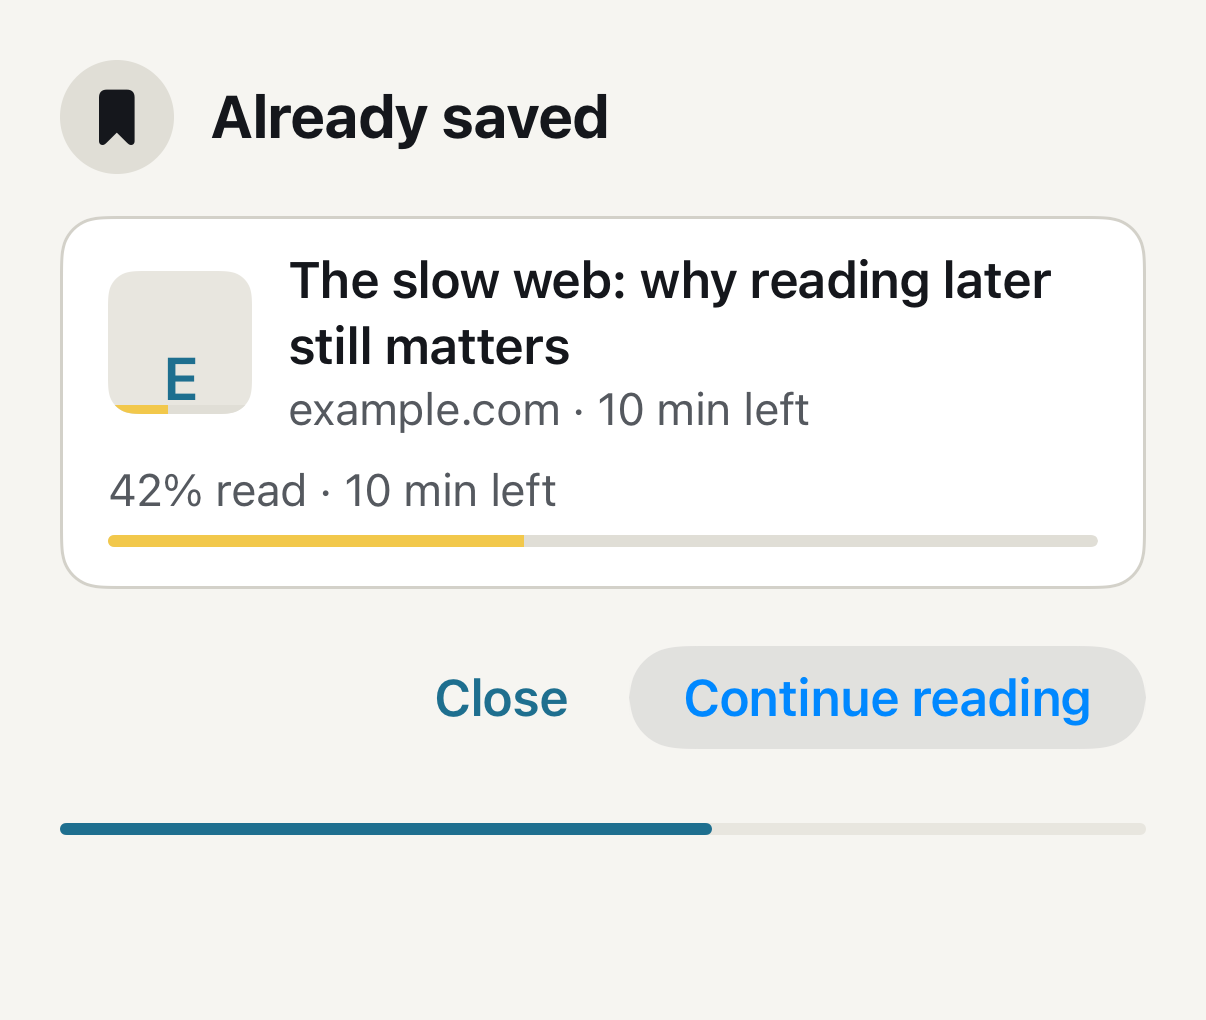 Already saved
The slow web: why reading later
still matters
E
example.com · 10 min left
42% read · 10 min left
Close
Continue reading